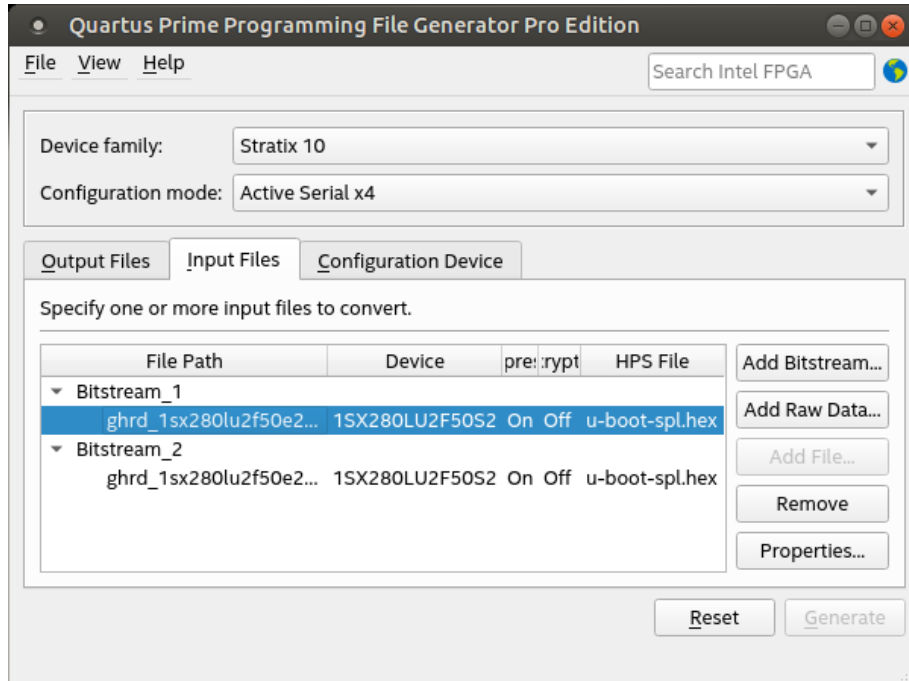 Quartus Prime Programming File Generator Pro Edition
File View Help
Search Intel FPGA
Device family: Stratix 10
Configuration mode: Active Serial x4
Output Files Input Files Configuration Device
Specify one or more input files to convert.
File Path Device pres crypt HPS File
Bitstream_1
ghrd_1sx280lu2f50e2... 1SX280LU2F50S2 On Off u-boot-spl.hex
Bitstream_2
ghrd_1sx280lu2f50e2... 1SX280LU2F50S2 On Off u-boot-spl.hex
Add Bitstream...
Add Raw Data...
Add File...
Remove
Properties...
Reset Generate